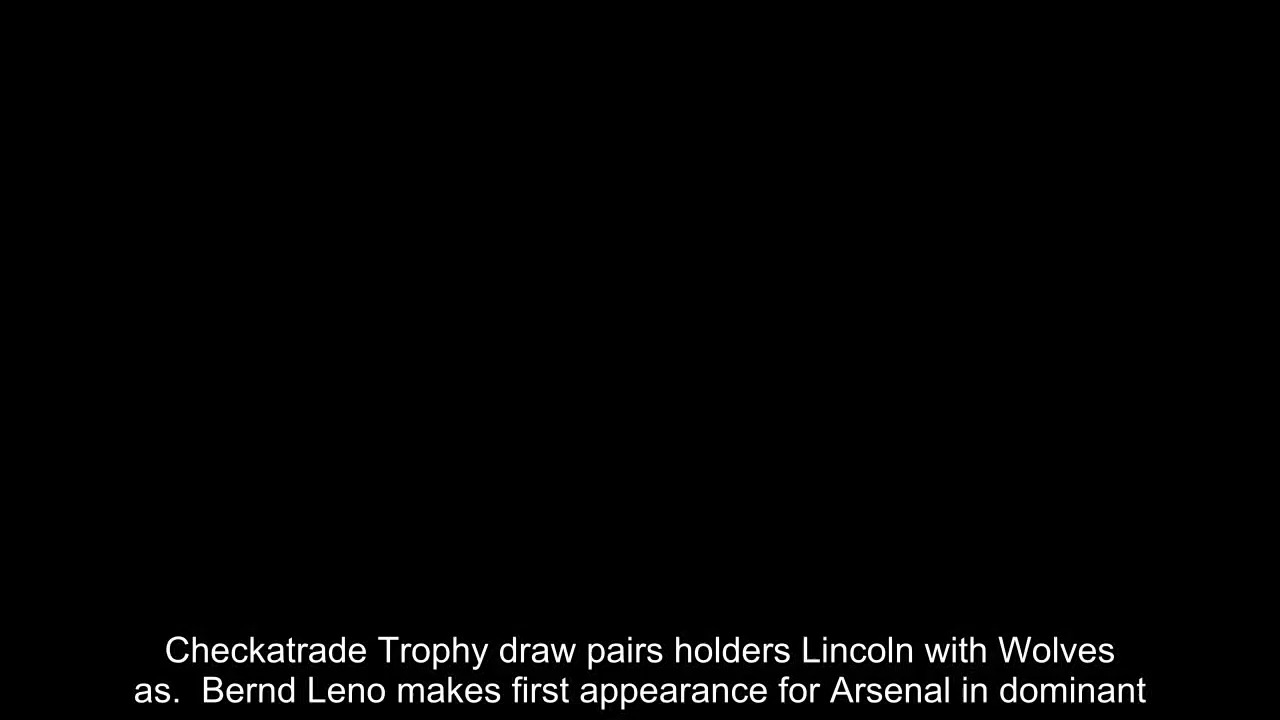 Checkatrade Trophy draw pairs holders Lincoln with Wolves
as.  Bernd Leno makes first appearance for Arsenal in dominant